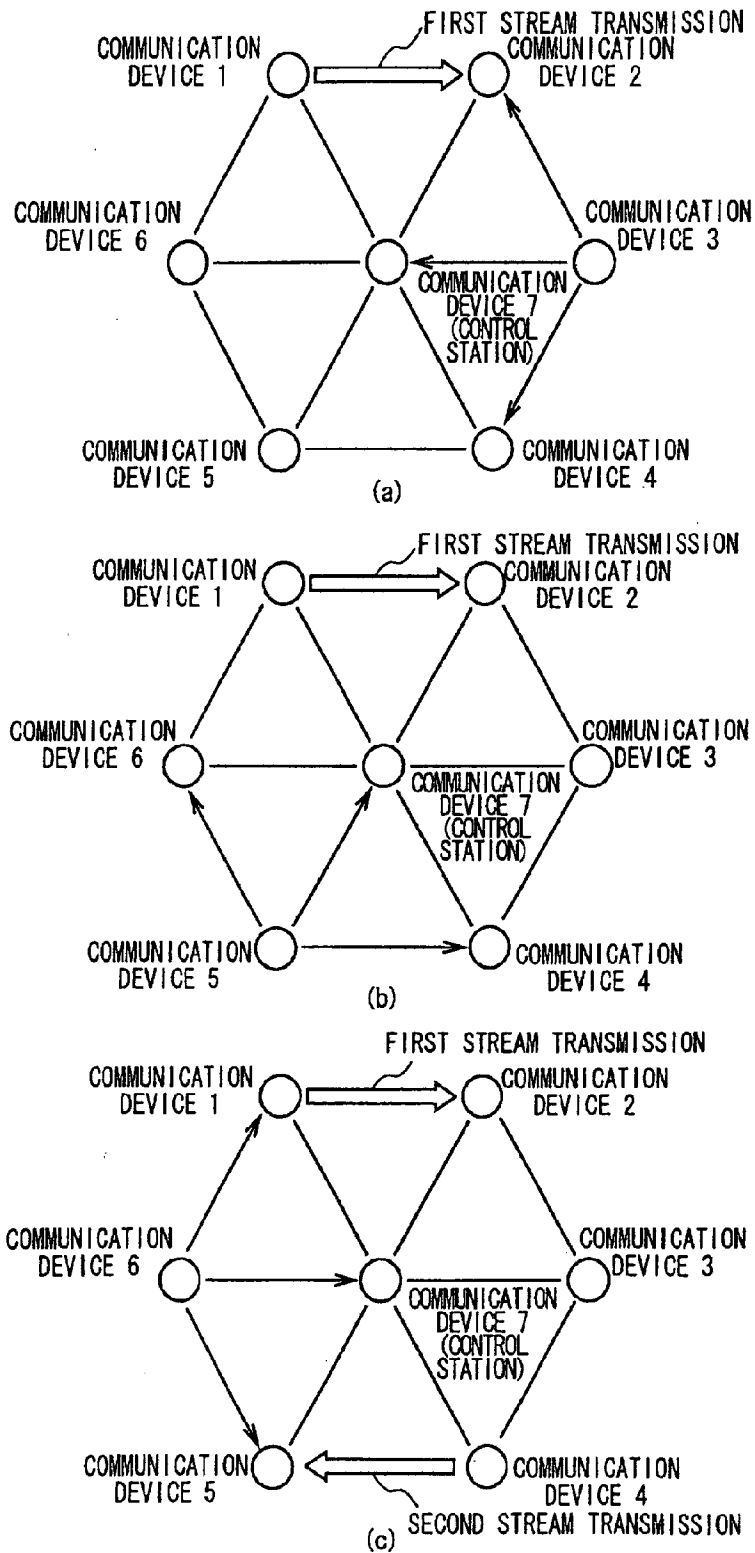 FIRST STREAM TRANSMISSION
COMMUNICATION
DEVICE 1
COMMUNICATION
DEVICE 2
COMMUNICATION
DEVICE 6
COMMUNICATION
DEVICE 3
COMMUNICATION
DEVICE 7
(CONTROL
STATION)
COMMUNICATION
DEVICE 5
COMMUNICATION
DEVICE 4
(a)
FIRST STREAM TRANSMISSION
COMMUNICATION
DEVICE 1
COMMUNICATION
DEVICE 2
COMMUNICATION
DEVICE 6
COMMUNICATION
DEVICE 3
COMMUNICATION
DEVICE 7
(CONTROL
STATION)
COMMUNICATION
DEVICE 5
COMMUNICATION
DEVICE 4
(b)
FIRST STREAM TRANSMISSION
COMMUNICATION
DEVICE 1
COMMUNICATION
DEVICE 2
COMMUNICATION
DEVICE 6
COMMUNICATION
DEVICE 3
COMMUNICATION
DEVICE 7
(CONTROL
STATION)
COMMUNICATION
DEVICE 5
COMMUNICATION
DEVICE 4
SECOND STREAM TRANSMISSION
(c)